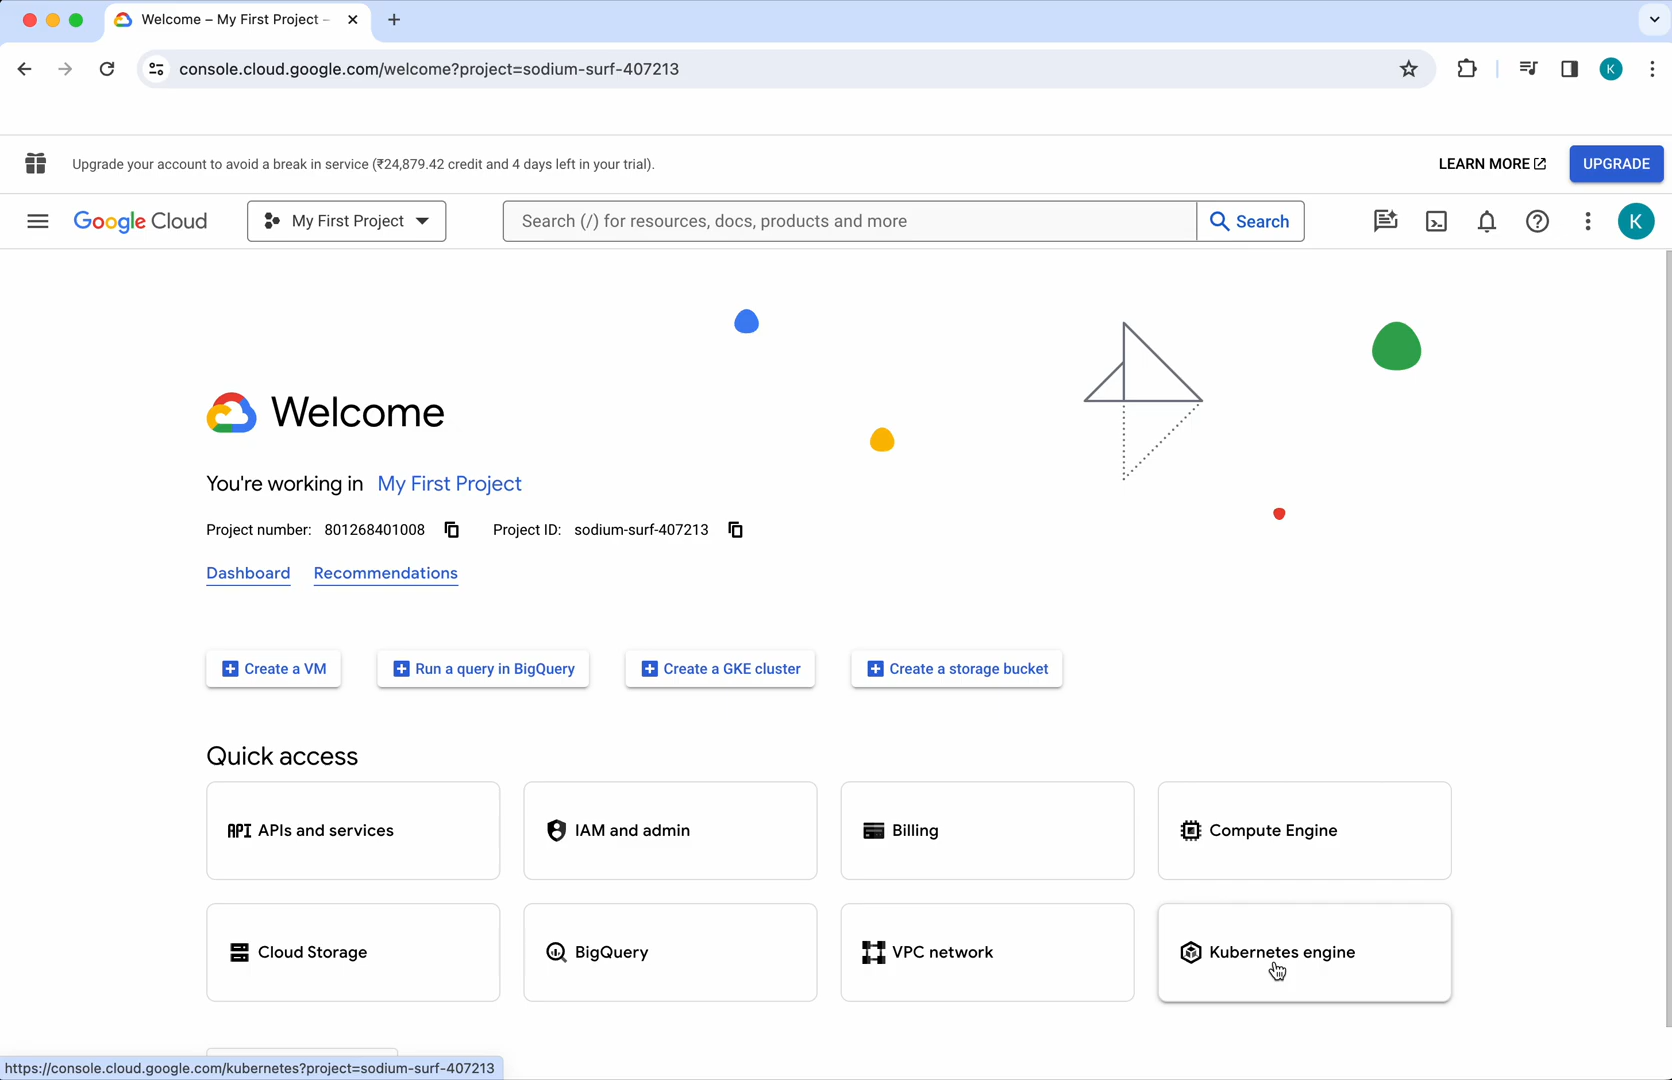 Welcome – My First Project –
console.cloud.google.com/welcome?project=sodium-surf-407213
K
Upgrade your account to avoid a break in service (₹24,879.42 credit and 4 days left in your trial).
LEARN MORE
UPGRADE
Google Cloud
My First Project
Search (/) for resources, docs, products and more
Search
K
Welcome
You're working in My First Project
Project number: 801268401008
Project ID: sodium-surf-407213
Dashboard
Recommendations
Create a VM
Run a query in BigQuery
Create a GKE cluster
Create a storage bucket
Quick access
API APIs and services
IAM and admin
Billing
Compute Engine
Cloud Storage
BigQuery
VPC network
Kubernetes engine
https://console.cloud.google.com/kubernetes?project=sodium-surf-407213